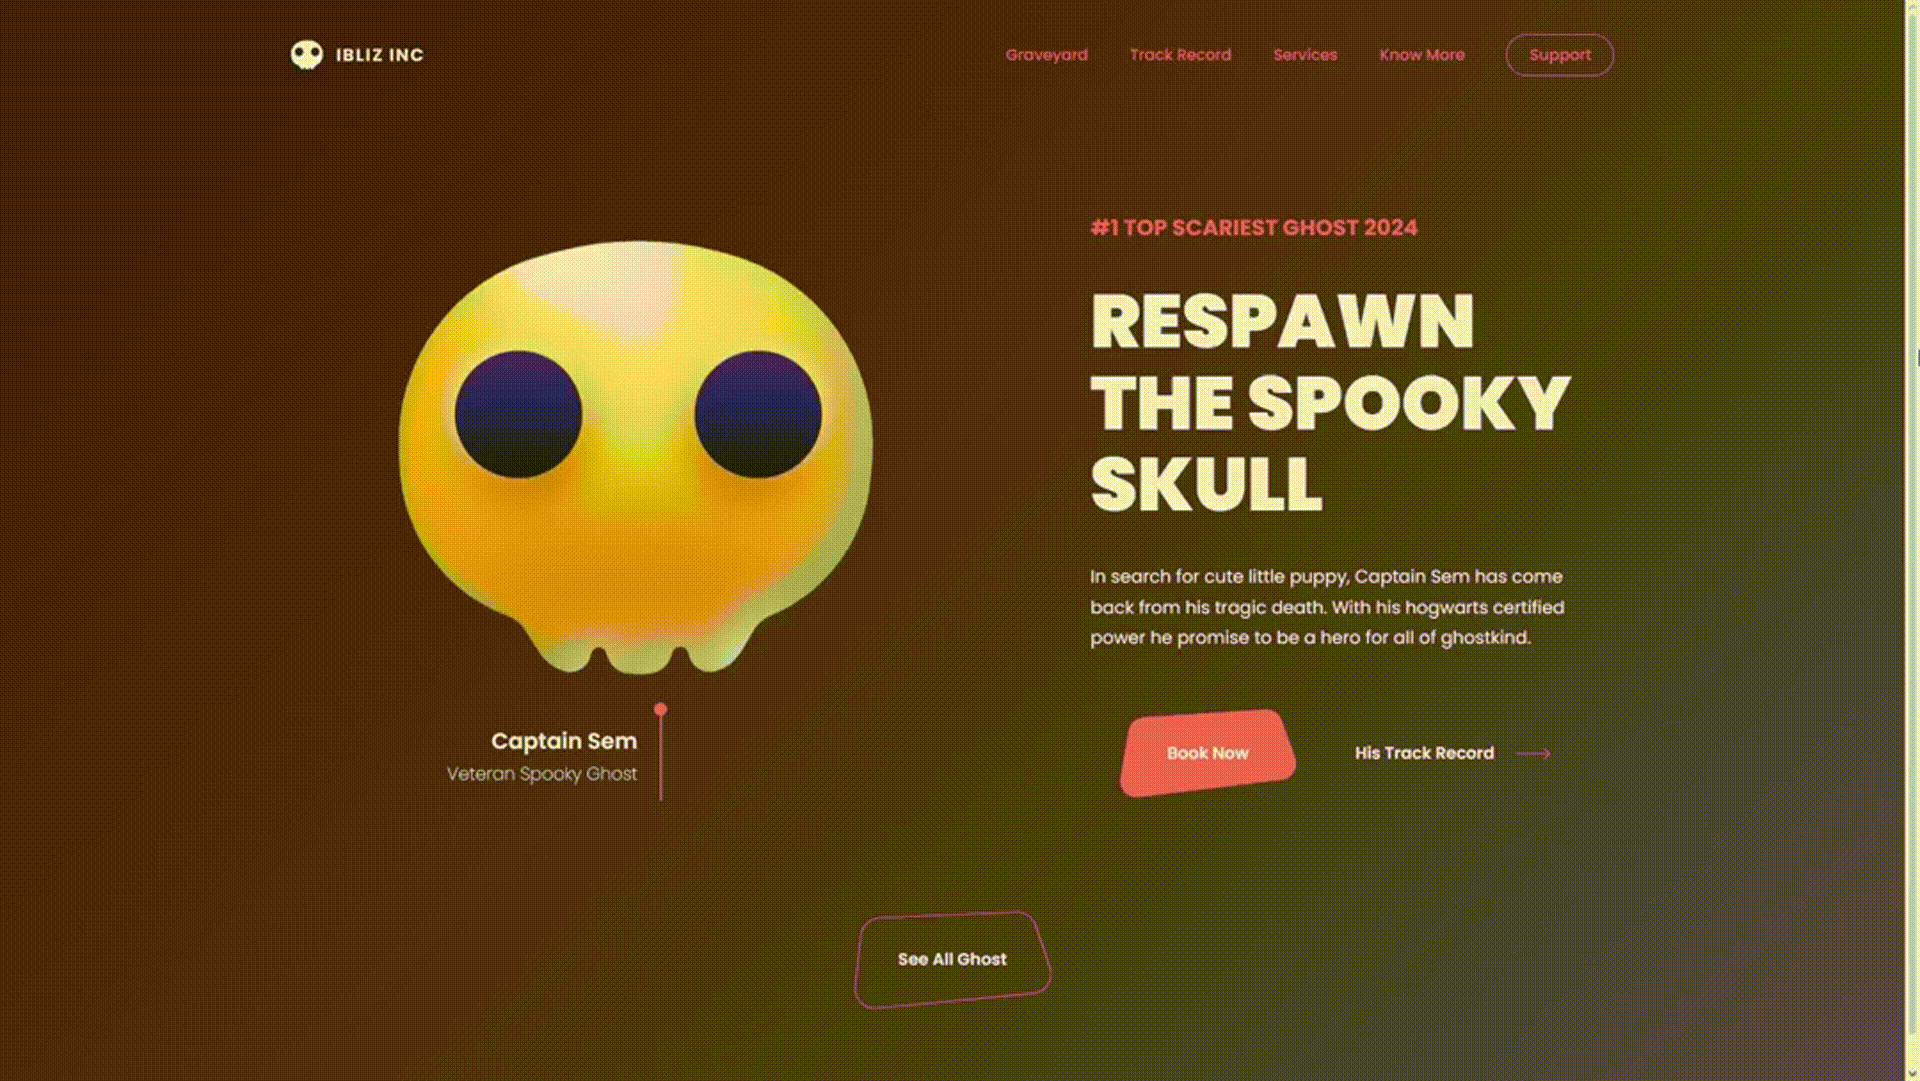 IBLIZ INC
Graveyard
Track Record
Services
Know More
Support
#1 TOP SCARIEST GHOST 2024
RESPAWN
THE SPOOKY
SKULL
In search for cute little puppy, Captain Sem has come
back from his tragic death. With his hogwarts certified
power he promise to be a hero for all of ghostkind.
Captain Sem
Veteran Spooky Ghost
Book Now
His Track Record
See All Ghost